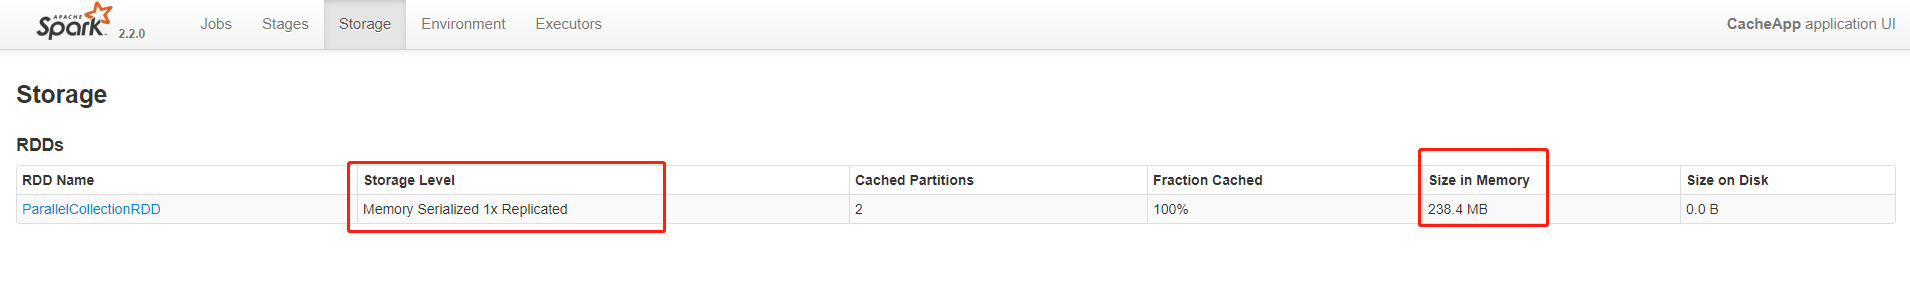 APACHE Spark 2.2.0 Jobs Stages Storage Environment Executors CacheApp application UI
Storage
RDDs
RDD Name Storage Level Cached Partitions Fraction Cached Size in Memory Size on Disk
ParallelCollectionRDD Memory Serialized 1x Replicated 2 100% 238.4 MB 0.0 B